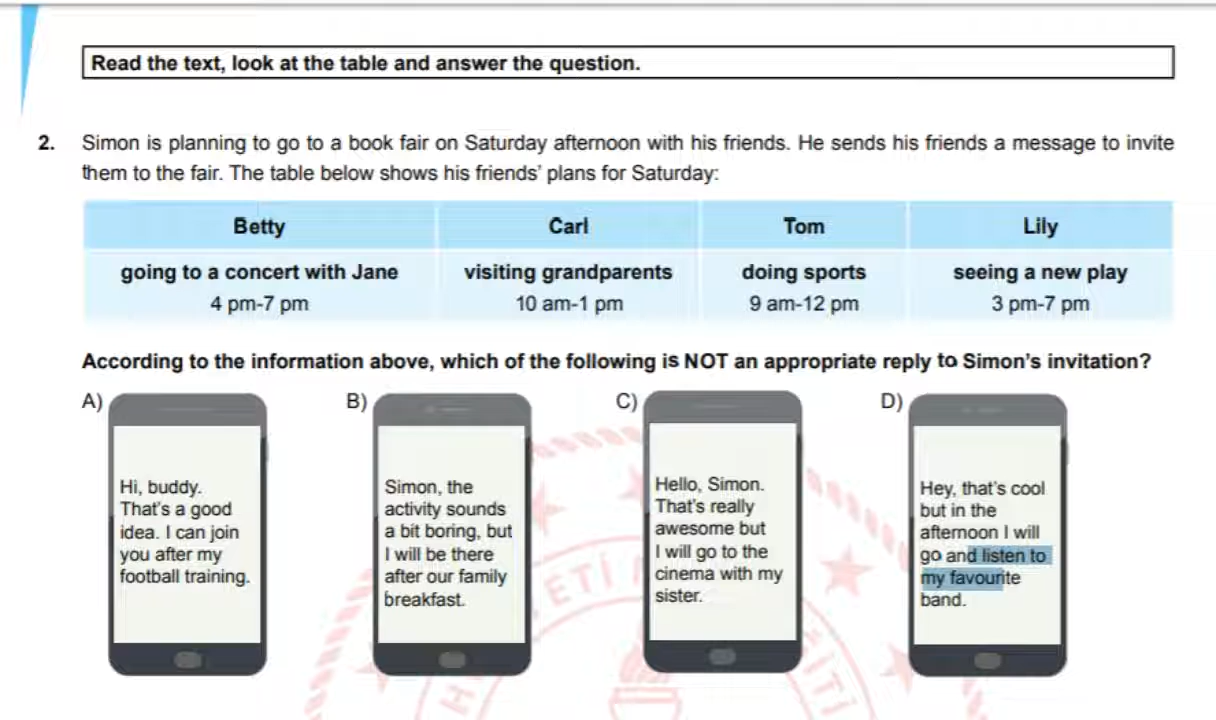 Read the text, look at the table and answer the question.
2. Simon is planning to go to a book fair on Saturday afternoon with his friends. He sends his friends a message to invite
them to the fair. The table below shows his friends' plans for Saturday:
Betty Carl Tom Lily
going to a concert with Jane visiting grandparents doing sports seeing a new play
4 pm-7 pm 10 am-1 pm 9 am-12 pm 3 pm-7 pm
According to the information above, which of the following is NOT an appropriate reply to Simon's invitation?
A)
Hi, buddy.
That's a good
idea. I can join
you after my
football training.
B)
Simon, the
activity sounds
a bit boring, but
I will be there
after our family
breakfast.
C)
Hello, Simon.
That's really
awesome but
I will go to the
cinema with my
sister.
D)
Hey, that's cool
but in the
afternoon I will
go and listen to
my favourite
band.